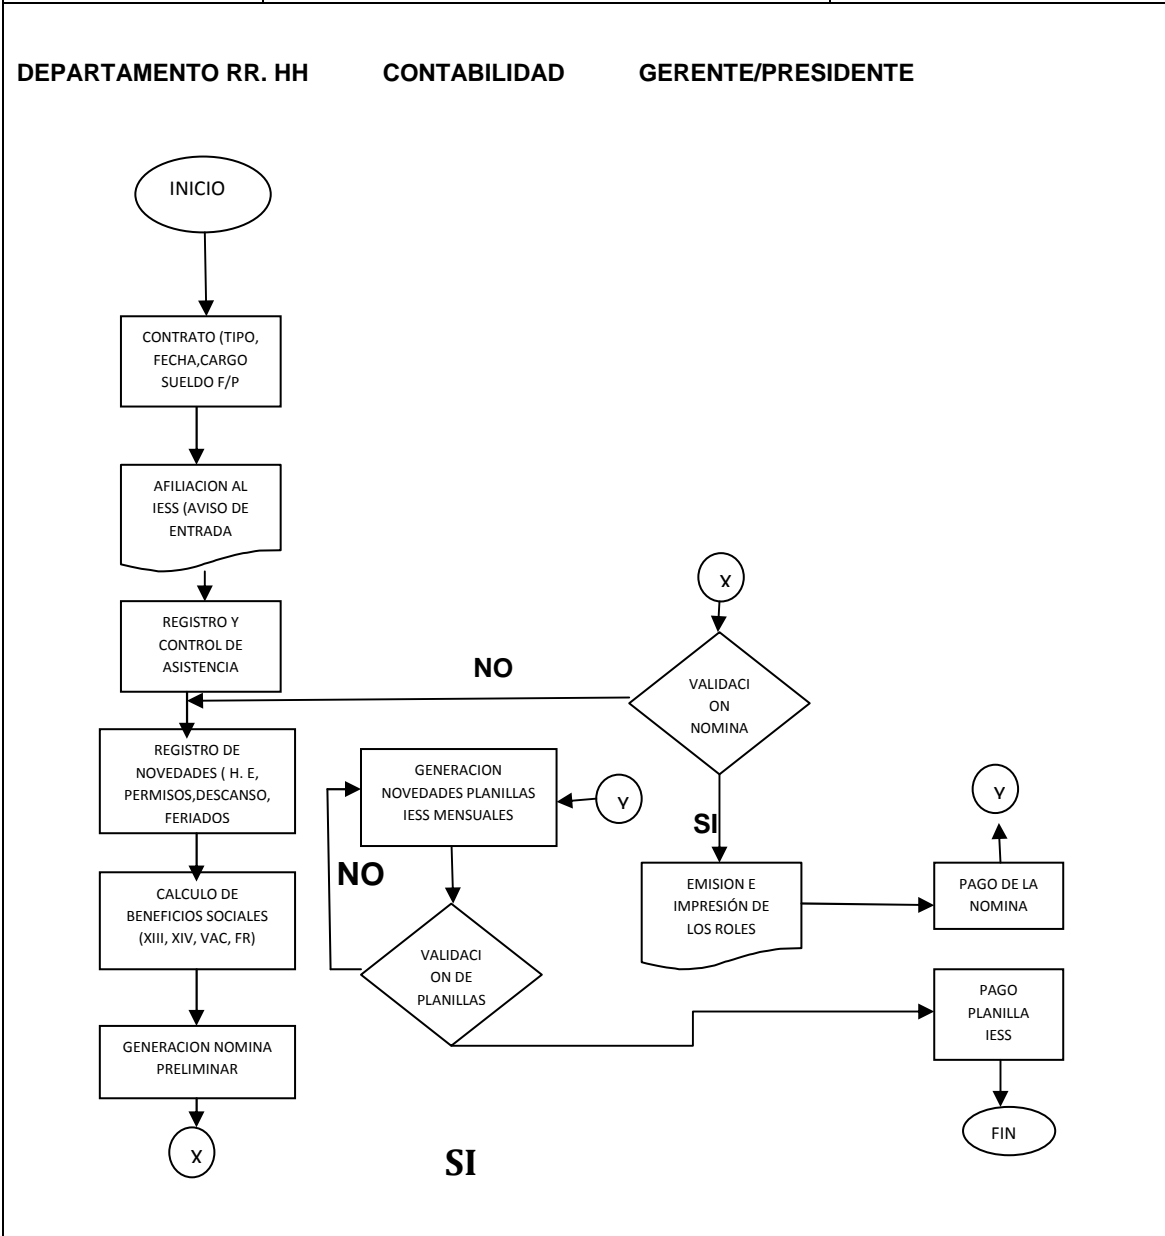 DEPARTAMENTO RR. HH CONTABILIDAD GERENTE/PRESIDENTE
INICIO
CONTRATO (TIPO,
FECHA,CARGO
SUELDO F/P
AFILIACION AL
IESS (AVISO DE
ENTRADA
REGISTRO Y
CONTROL DE
ASISTENCIA
REGISTRO DE
NOVEDADES ( H. E,
PERMISOS,DESCANSO,
FERIADOS
CALCULO DE
BENEFICIOS SOCIALES
(XIII, XIV, VAC, FR)
GENERACION NOMINA
PRELIMINAR
X
X
VALIDACI
ON
NOMINA
NO
SI
EMISION E
IMPRESIÓN DE
LOS ROLES
PAGO DE LA
NOMINA
Y
Y
GENERACION
NOVEDADES PLANILLAS
IESS MENSUALES
VALIDACI
ON DE
PLANILLAS
NO
SI
PAGO
PLANILLA
IESS
FIN